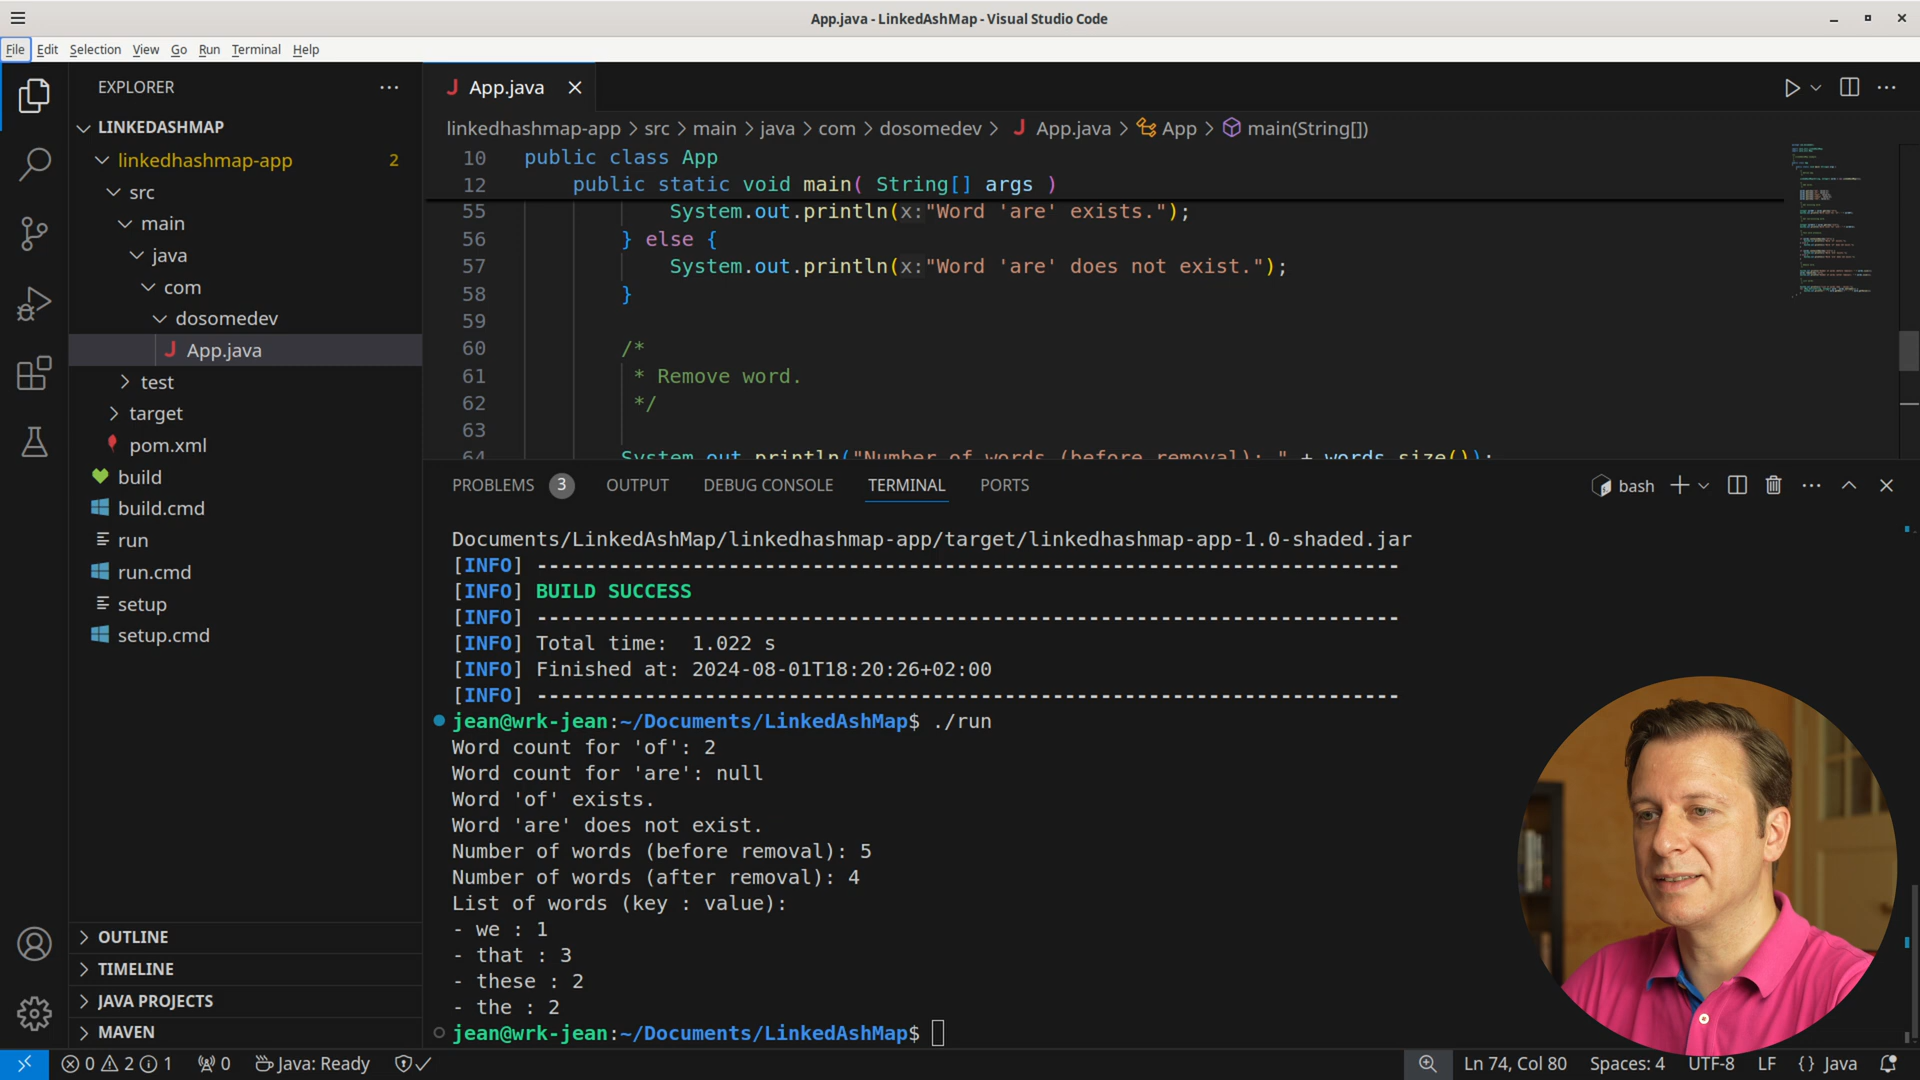 App.java - LinkedAshMap - Visual Studio Code
File Edit Selection View Go Run Terminal Help
EXPLORER
LINKEDASHMAP
linkedhashmap-app 2
src
main
java
com
dosomedev
App.java
test
target
pom.xml
build
build.cmd
run
run.cmd
setup
setup.cmd
OUTLINE
TIMELINE
JAVA PROJECTS
MAVEN
App.java
linkedhashmap-app > src > main > java > com > dosomedev > App.java > App > main(String[])
10 public class App
12 public static void main( String[] args )
55 System.out.println(x:"Word 'are' exists.");
56 } else {
57 System.out.println(x:"Word 'are' does not exist.");
58 }
59
60 /*
61 * Remove word.
62 */
63
64 System.out.println("Number of words (before removal): " + words.size());
PROBLEMS 3 OUTPUT DEBUG CONSOLE TERMINAL PORTS bash
Documents/LinkedAshMap/linkedhashmap-app/target/linkedhashmap-app-1.0-shaded.jar
[INFO] ------------------------------------------------------------------------
[INFO] BUILD SUCCESS
[INFO] ------------------------------------------------------------------------
[INFO] Total time:  1.022 s
[INFO] Finished at: 2024-08-01T18:20:26+02:00
[INFO] ------------------------------------------------------------------------
jean@wrk-jean:~/Documents/LinkedAshMap$ ./run
Word count for 'of': 2
Word count for 'are': null
Word 'of' exists.
Word 'are' does not exist.
Number of words (before removal): 5
Number of words (after removal): 4
List of words (key : value):
- we : 1
- that : 3
- these : 2
- the : 2
jean@wrk-jean:~/Documents/LinkedAshMap$
0 2 1 0 Java: Ready Ln 74, Col 80 Spaces: 4 UTF-8 LF {} Java